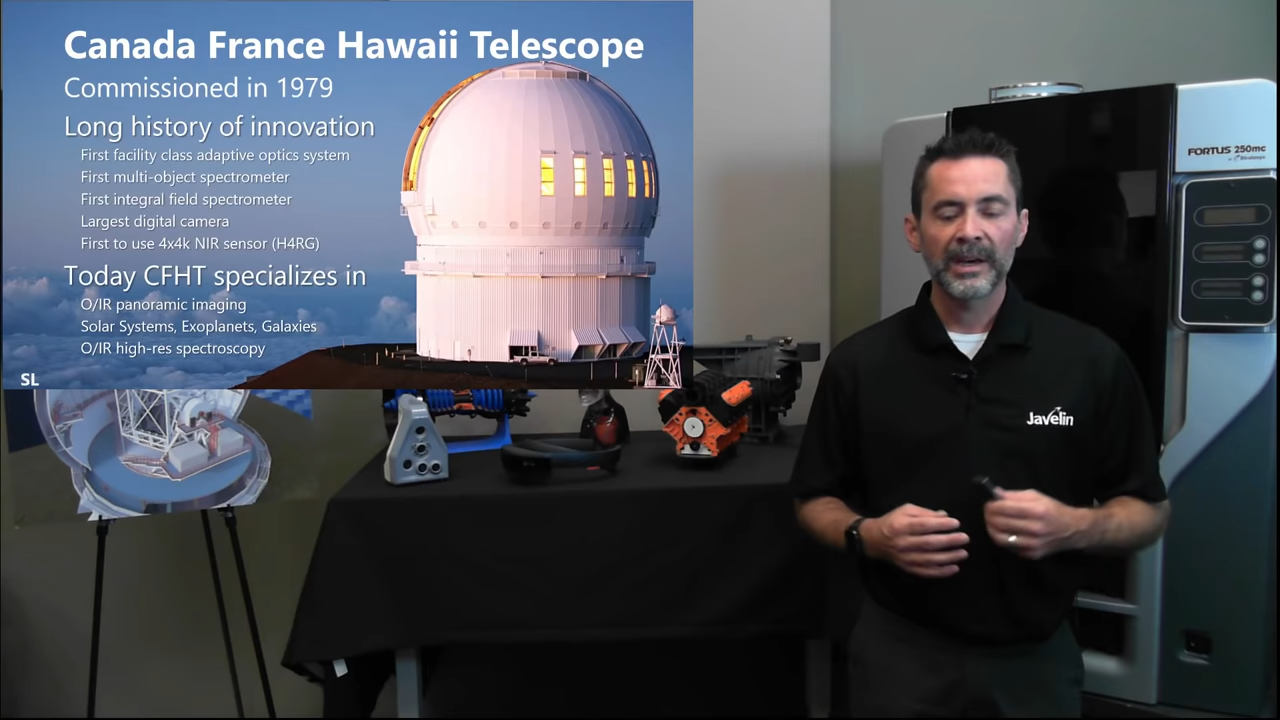 Canada France Hawaii Telescope
Commissioned in 1979
Long history of innovation
First facility class adaptive optics system
First multi-object spectrometer
First integral field spectrometer
Largest digital camera
First to use 4x4k NIR sensor (H4RG)
Today CFHT specializes in
O/IR panoramic imaging
Solar Systems, Exoplanets, Galaxies
O/IR high-res spectroscopy
SL
FORTUS 250mc
by Stratasys
Javelin